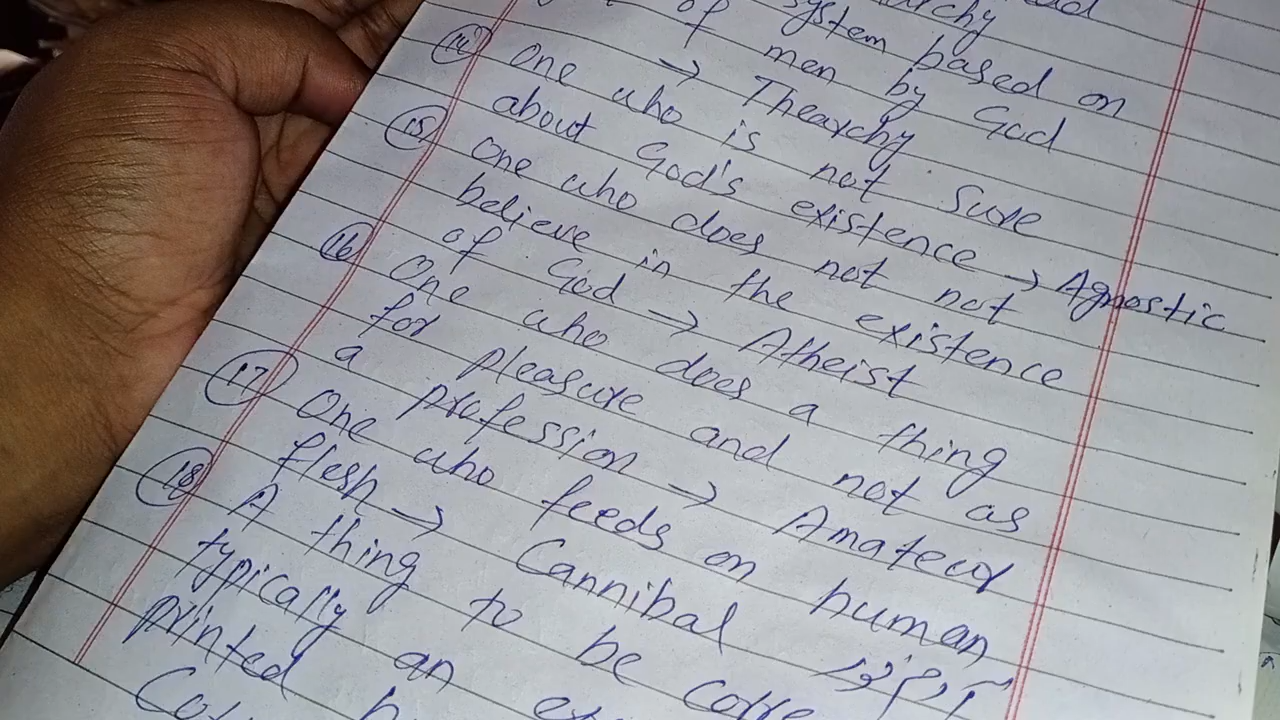 system based on
of men by God
→ Thearchy
(14) One who is not Sure
about God's existence → Agnostic
(15) One who does not not
believe in the existence
of God → Atheist
(16) One who does a thing
for pleasure and not as
a profession → Amateur
(17) One who feeds on human
flesh → Cannibal
(18) A thing to be
typically an
printed